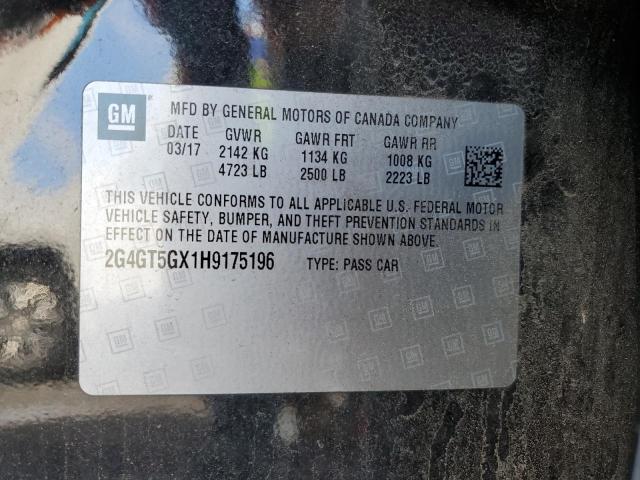 GM
MFD BY GENERAL MOTORS OF CANADA COMPANY
DATE GVWR GAWR FRT GAWR RR
03/17 2142 KG 1134 KG 1008 KG
4723 LB 2500 LB 2223 LB
THIS VEHICLE CONFORMS TO ALL APPLICABLE U.S. FEDERAL MOTOR
VEHICLE SAFETY, BUMPER, AND THEFT PREVENTION STANDARDS IN
EFFECT ON THE DATE OF MANUFACTURE SHOWN ABOVE.
2G4GT5GX1H9175196 TYPE: PASS CAR